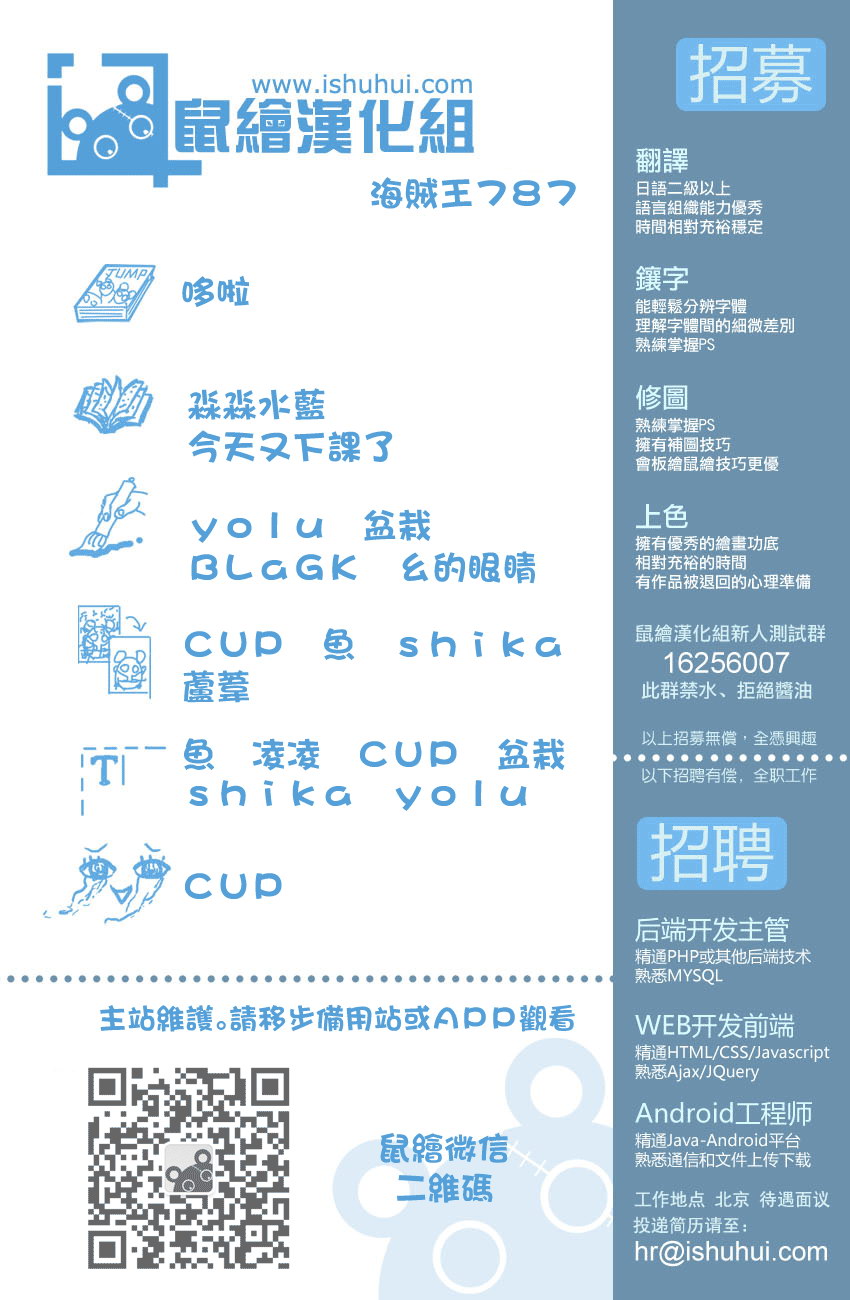 www.ishuhui.com
鼠繪漢化組
海賊王787
JUMP
哆啦
淼淼水藍
今天又下課了
yolu 盆栽
BLaGK 幺的眼睛
CUP 魚 shika
蘆葦
T
魚 凌凌 CUP 盆栽
shika yolu
CUP
主站維護。請移步備用站或APP觀看
鼠繪微信
二維碼
招募
翻譯
日語二級以上
語言組織能力優秀
時間相對充裕穩定
鑲字
能輕鬆分辨字體
理解字體間的細微差別
熟練掌握PS
修圖
熟練掌握PS
擁有補圖技巧
會板繪鼠繪技巧更優
上色
擁有優秀的繪畫功底
相對充裕的時間
有作品被退回的心理準備
鼠繪漢化組新人測試群
16256007
此群禁水、拒絕醬油
以上招募無償，全憑興趣
以下招聘有偿，全职工作
招聘
后端开发主管
精通PHP或其他后端技术
熟悉MYSQL
WEB开发前端
精通HTML/CSS/Javascript
熟悉Ajax/JQuery
Android工程师
精通Java-Android平台
熟悉通信和文件上传下载
工作地点 北京 待遇面议
投递简历请至：
hr@ishuhui.com